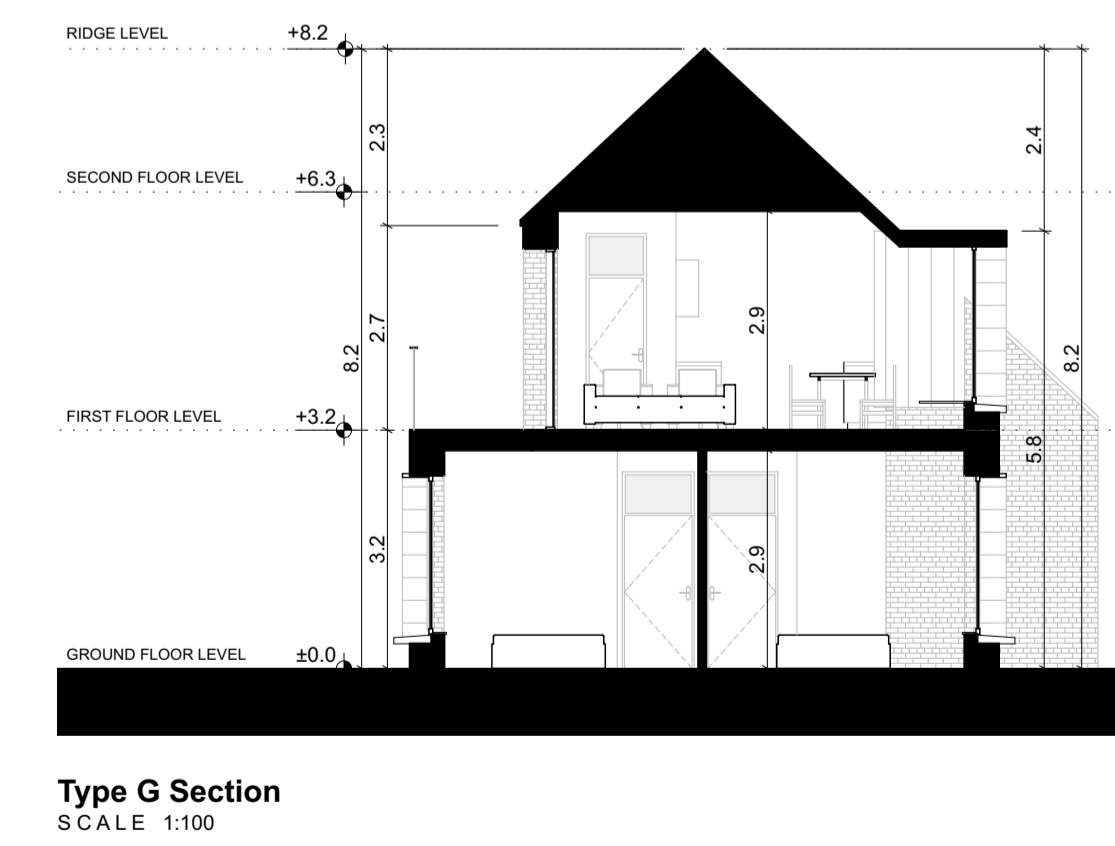 RIDGE LEVEL +8.2
2.3
2.4
SECOND FLOOR LEVEL +6.3
2.7
2.9
8.2
8.2
FIRST FLOOR LEVEL +3.2
5.8
3.2
2.9
GROUND FLOOR LEVEL ±0.0
Type G Section
SCALE 1:100